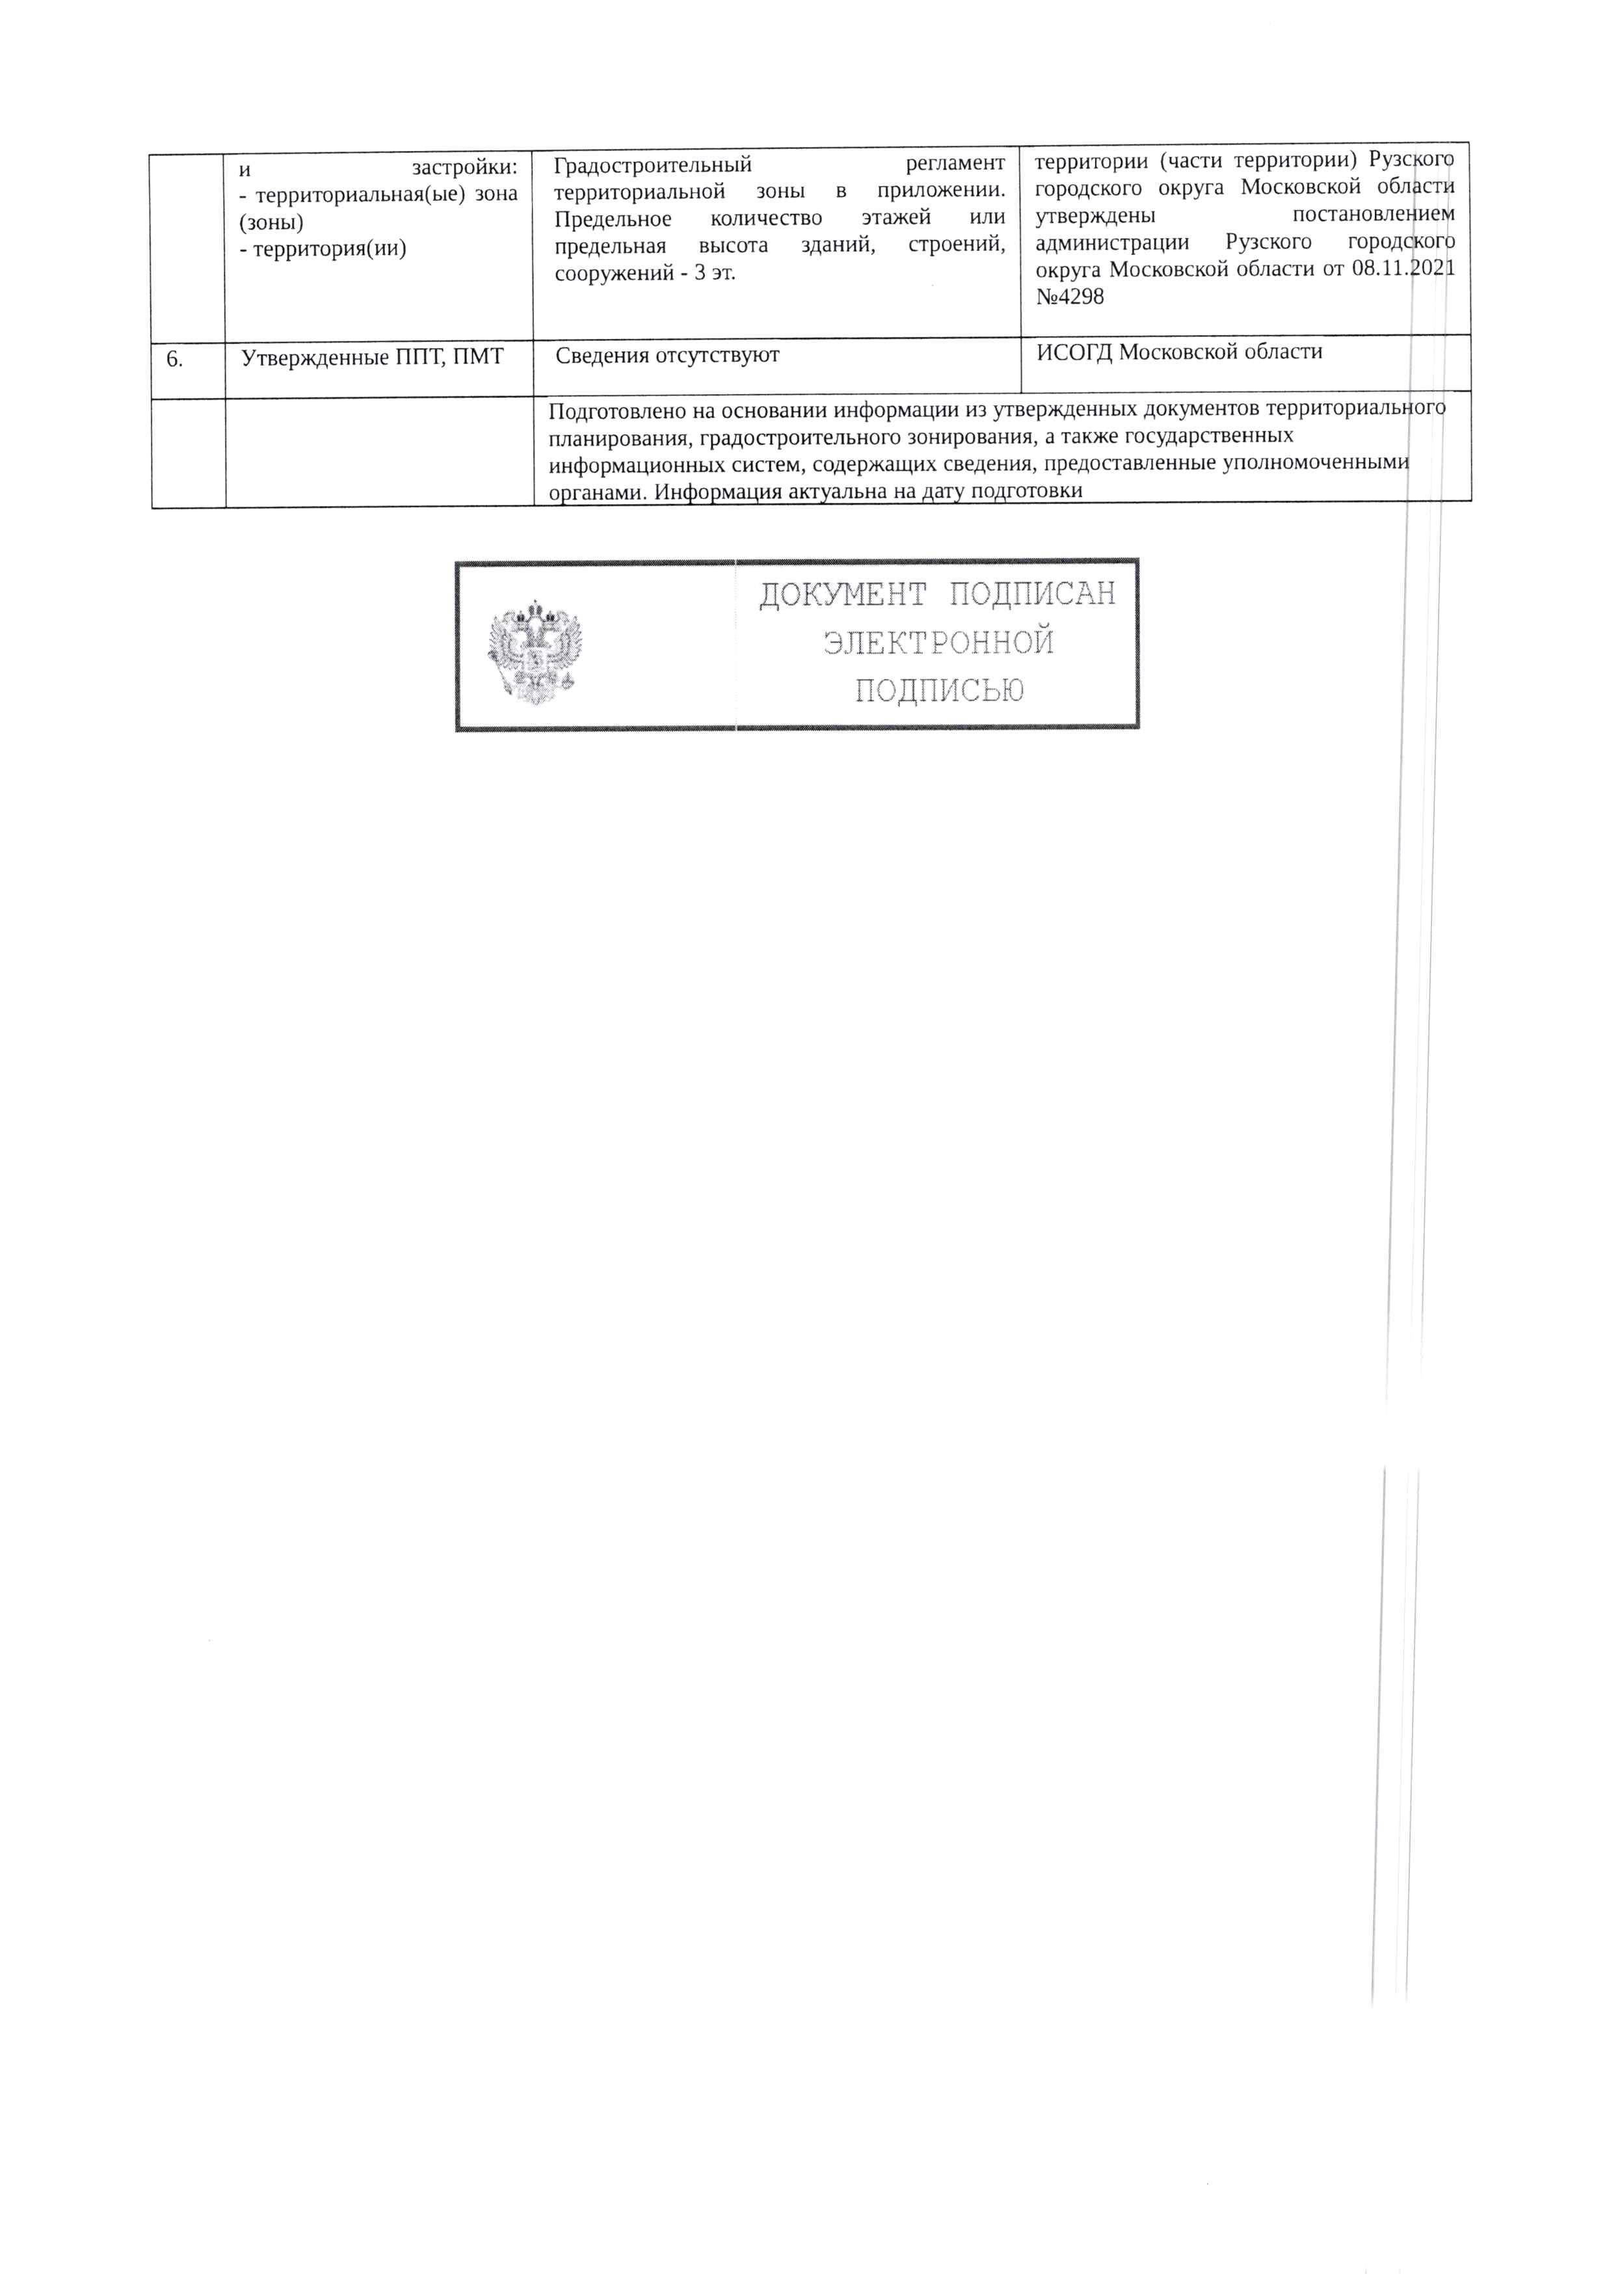 и застройки:
- территориальная(ые) зона
(зоны)
- территория(ии)
Градостроительный регламент
территориальной зоны в приложении.
Предельное количество этажей или
предельная высота зданий, строений,
сооружений - 3 эт.
территории (части территории) Рузского
городского округа Московской области
утверждены постановлением
администрации Рузского городского
округа Московской области от 08.11.2021
№4298
6.
Утвержденные ППТ, ПМТ
Сведения отсутствуют
ИСОГД Московской области
Подготовлено на основании информации из утвержденных документов территориального
планирования, градостроительного зонирования, а также государственных
информационных систем, содержащих сведения, предоставленные уполномоченными
органами. Информация актуальна на дату подготовки
ДОКУМЕНТ ПОДПИСАН
ЭЛЕКТРОННОЙ
ПОДПИСЬЮ